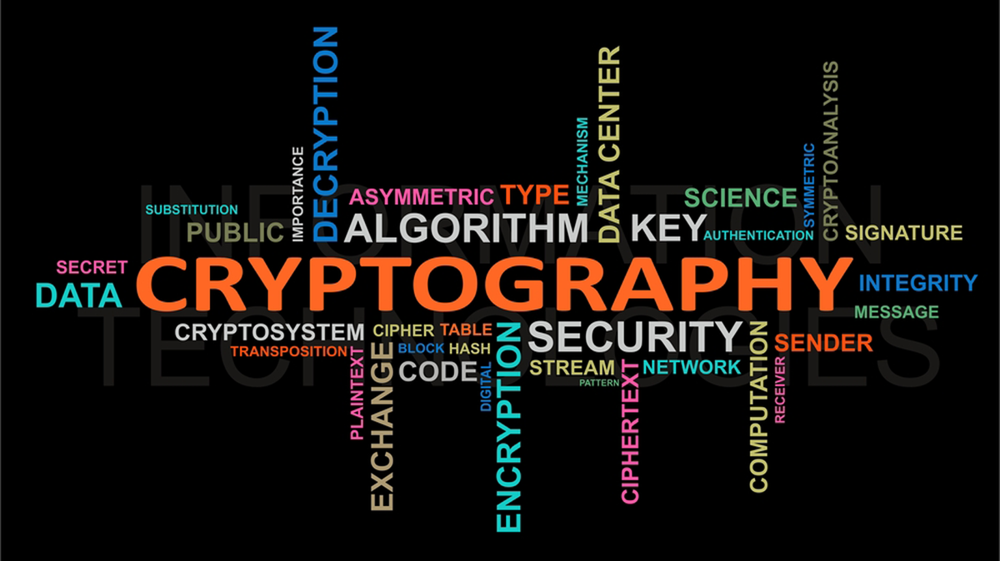 DECRYPTION
DATA CENTER
CRYPTOANALYSIS
MECHANISM
SYMMETRIC
IMPORTANCE
INFORMATION
ASYMMETRIC
TYPE
SCIENCE
SUBSTITUTION
PUBLIC
ALGORITHM
KEY
AUTHENTICATION
SIGNATURE
SECRET
DATA
CRYPTOGRAPHY
INTEGRITY
MESSAGE
TECHNOLOGIES
CRYPTOSYSTEM
CIPHER
TABLE
SECURITY
SENDER
TRANSPOSITION
BLOCK
HASH
CODE
STREAM
NETWORK
PATTERN
PLAINTEXT
EXCHANGE
DIGITAL
ENCRYPTION
CIPHERTEXT
COMPUTATION
RECEIVER